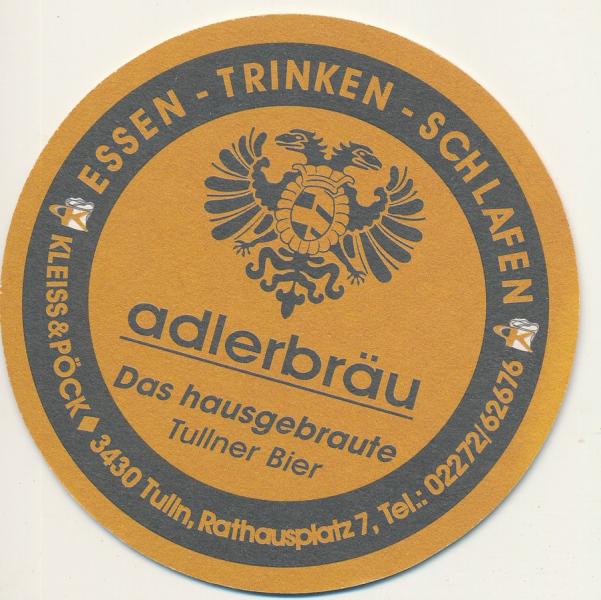 ESSEN - TRINKEN - SCHLAFEN
adlerbräu
Das hausgebraute
Tullner Bier
KLEISS&PÖCK ♦ 3430 Tulln, Rathausplatz 7, Tel.: 02272/62676